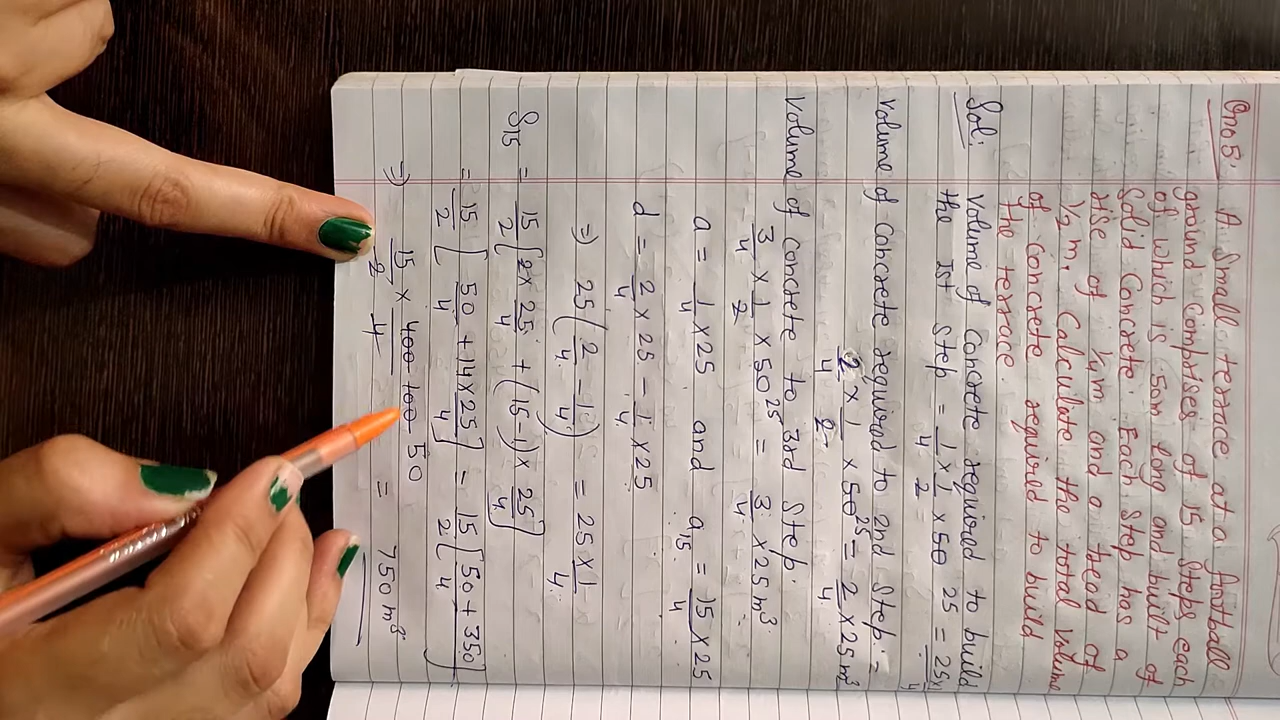 Qno 5: A Small terrace at a football
ground Comprises of 15 Steps each
of which is 50m long and built of
Solid Concrete. Each Step has a
rise of 1/4 m and a tread of
1/2 m. Calculate the total volume
of Concrete required to build
the terrace.
Sol: Volume of Concrete required to build
the Ist Step = 1/4 × 1/2 × 50 25 = 25/4
Volume of Concrete required to 2nd Step =
2/4 × 1/2 × 50 25 = 2/4 × 25 m³
Volume of concrete to 3rd Step.
3/4 × 1/2 × 50 25 = 3/4 × 25 m³
a = 1/4 × 25 and a15 = 15/4 × 25
d = 2/4 × 25 - 1/4 × 25
⇒ 25(2/4 - 1/4) = 25 × 1/4
S15 = 15/2 [2 × 25/4 + (15-1) × 25/4]
= 15/2 [50/4 + 14 × 25/4] = 15/2 [50 + 350/4]
⇒ 15/2 × 400 100 50/4 = 750 m³